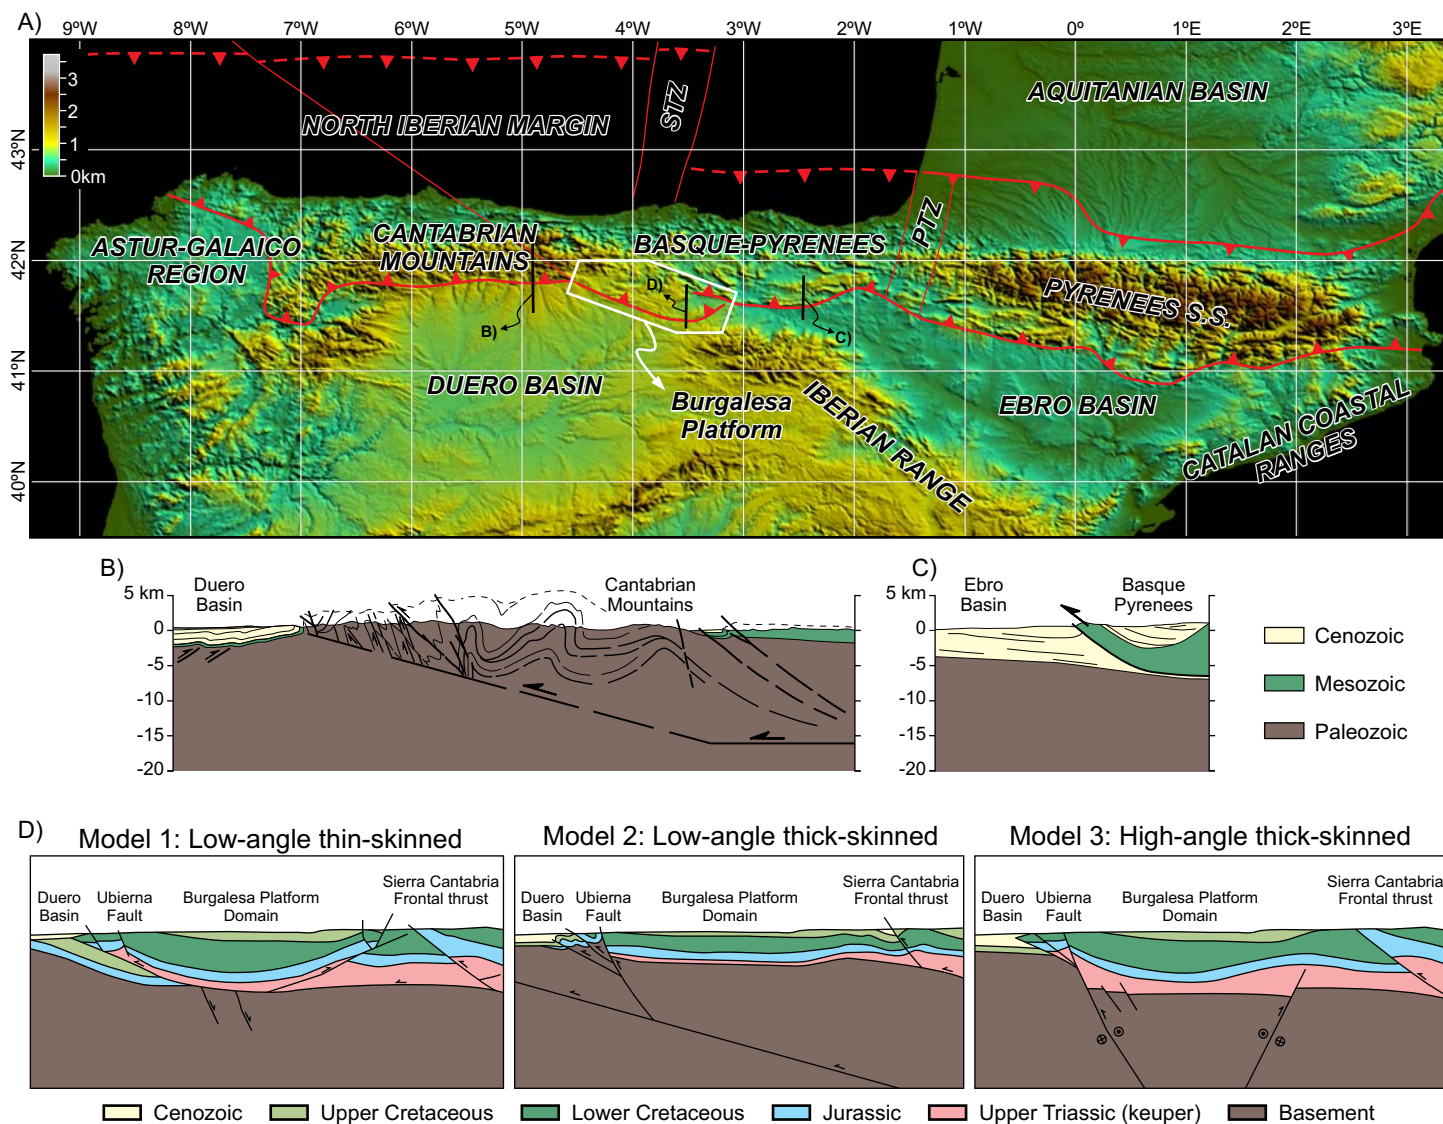 A)
9ºW
8ºW
7ºW
6ºW
5ºW
4ºW
3ºW
2ºW
1ºW
0º
1ºE
2ºE
3ºE
3
2
1
0km
43ºN
42ºN
41ºN
40ºN
NORTH IBERIAN MARGIN
STZ
AQUITANIAN BASIN
ASTUR-GALAICO
REGION
CANTABRIAN
MOUNTAINS
BASQUE-PYRENEES
PTZ
PYRENEES S.S.
B)
D)
C)
DUERO BASIN
Burgalesa
Platform
IBERIAN RANGE
EBRO BASIN
CATALAN COASTAL
RANGES
B)
Duero
Basin
Cantabrian
Mountains
5 km
0
-5
-10
-15
-20
C)
Ebro
Basin
Basque
Pyrenees
5 km
0
-5
-10
-15
-20
Cenozoic
Mesozoic
Paleozoic
D)
Model 1: Low-angle thin-skinned
Duero
Basin
Ubierna
Fault
Burgalesa Platform
Domain
Sierra Cantabria
Frontal thrust
Model 2: Low-angle thick-skinned
Duero
Basin
Ubierna
Fault
Burgalesa Platform
Domain
Sierra Cantabria
Frontal thrust
Model 3: High-angle thick-skinned
Duero
Basin
Ubierna
Fault
Burgalesa Platform
Domain
Sierra Cantabria
Frontal thrust
Cenozoic
Upper Cretaceous
Lower Cretaceous
Jurassic
Upper Triassic (keuper)
Basement